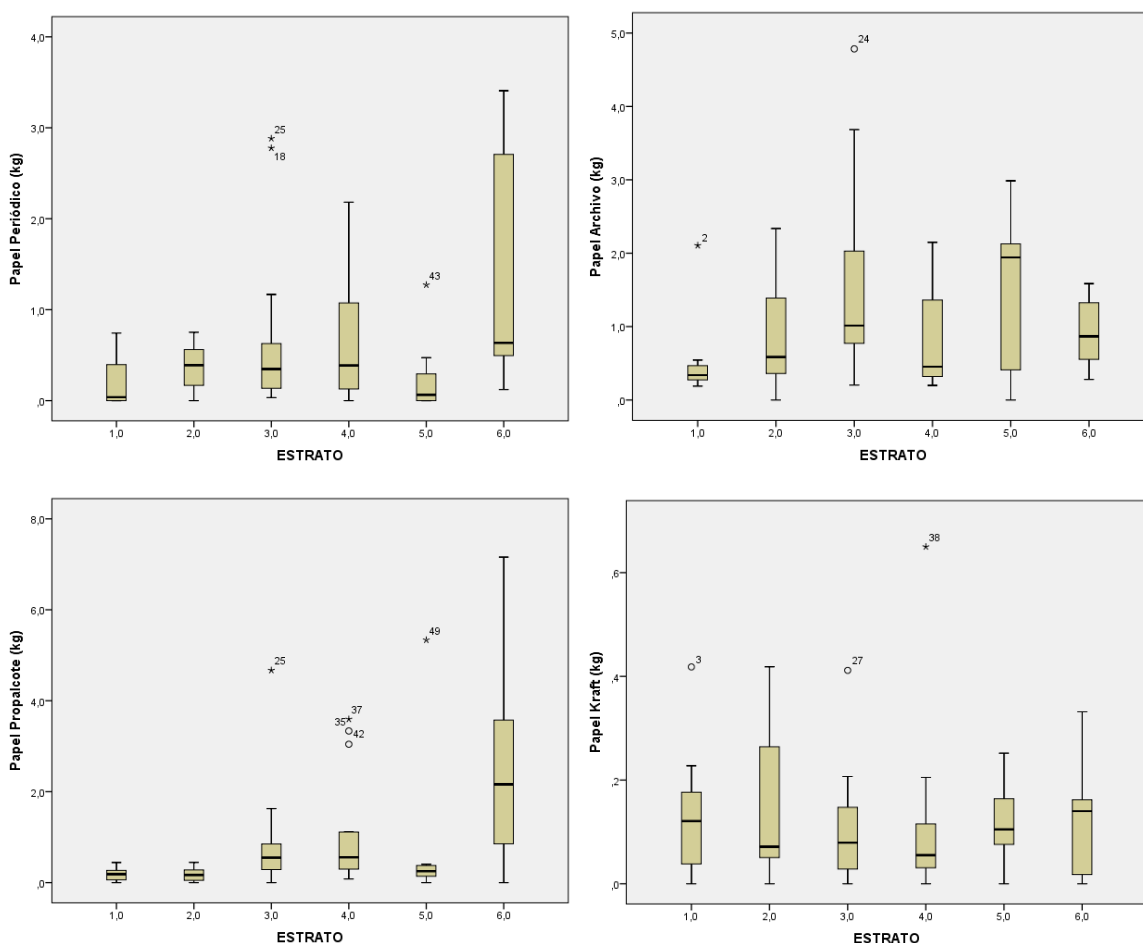 Papel Periódico (kg)
4,0
3,0
2,0
1,0
,0
25
18
43
1,0 2,0 3,0 4,0 5,0 6,0
ESTRATO
Papel Archivo (kg)
5,0
4,0
3,0
2,0
1,0
,0
24
2
1,0 2,0 3,0 4,0 5,0 6,0
ESTRATO
Papel Propalcote (kg)
8,0
6,0
4,0
2,0
,0
49
25
37
35
42
1,0 2,0 3,0 4,0 5,0 6,0
ESTRATO
Papel Kraft (kg)
,6
,4
,2
,0
38
3
27
1,0 2,0 3,0 4,0 5,0 6,0
ESTRATO